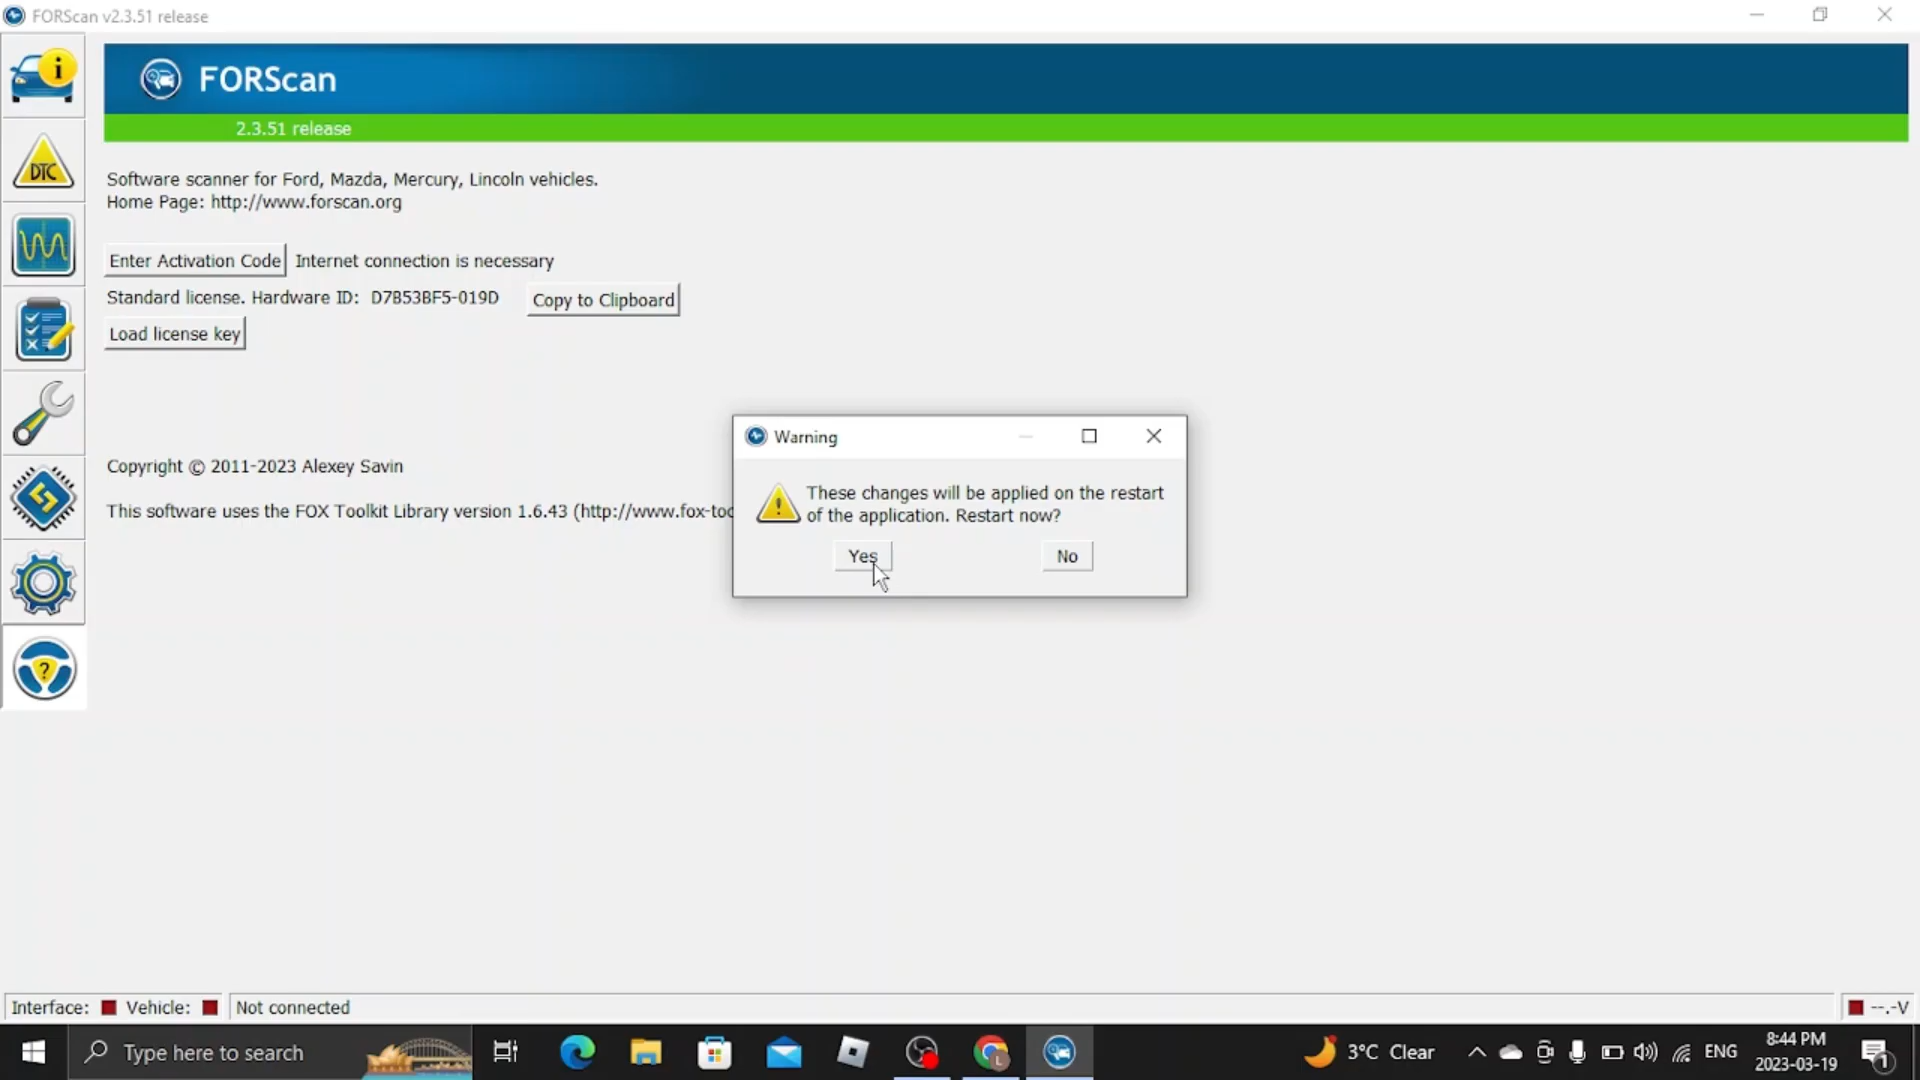 FORScan v2.3.51 release
i
FORScan
2.3.51 release
DTC
Software scanner for Ford, Mazda, Mercury, Lincoln vehicles.
Home Page: http://www.forscan.org
Enter Activation Code Internet connection is necessary
Standard license. Hardware ID: D7B53BF5-019D Copy to Clipboard
Load license key
Warning
Copyright © 2011-2023 Alexey Savin
These changes will be applied on the restart
of the application. Restart now?
This software uses the FOX Toolkit Library version 1.6.43 (http://www.fox-too
Yes No
?
Interface: Vehicle: Not connected --.-V
Type here to search
3°C Clear
ENG
8:44 PM
2023-03-19
1